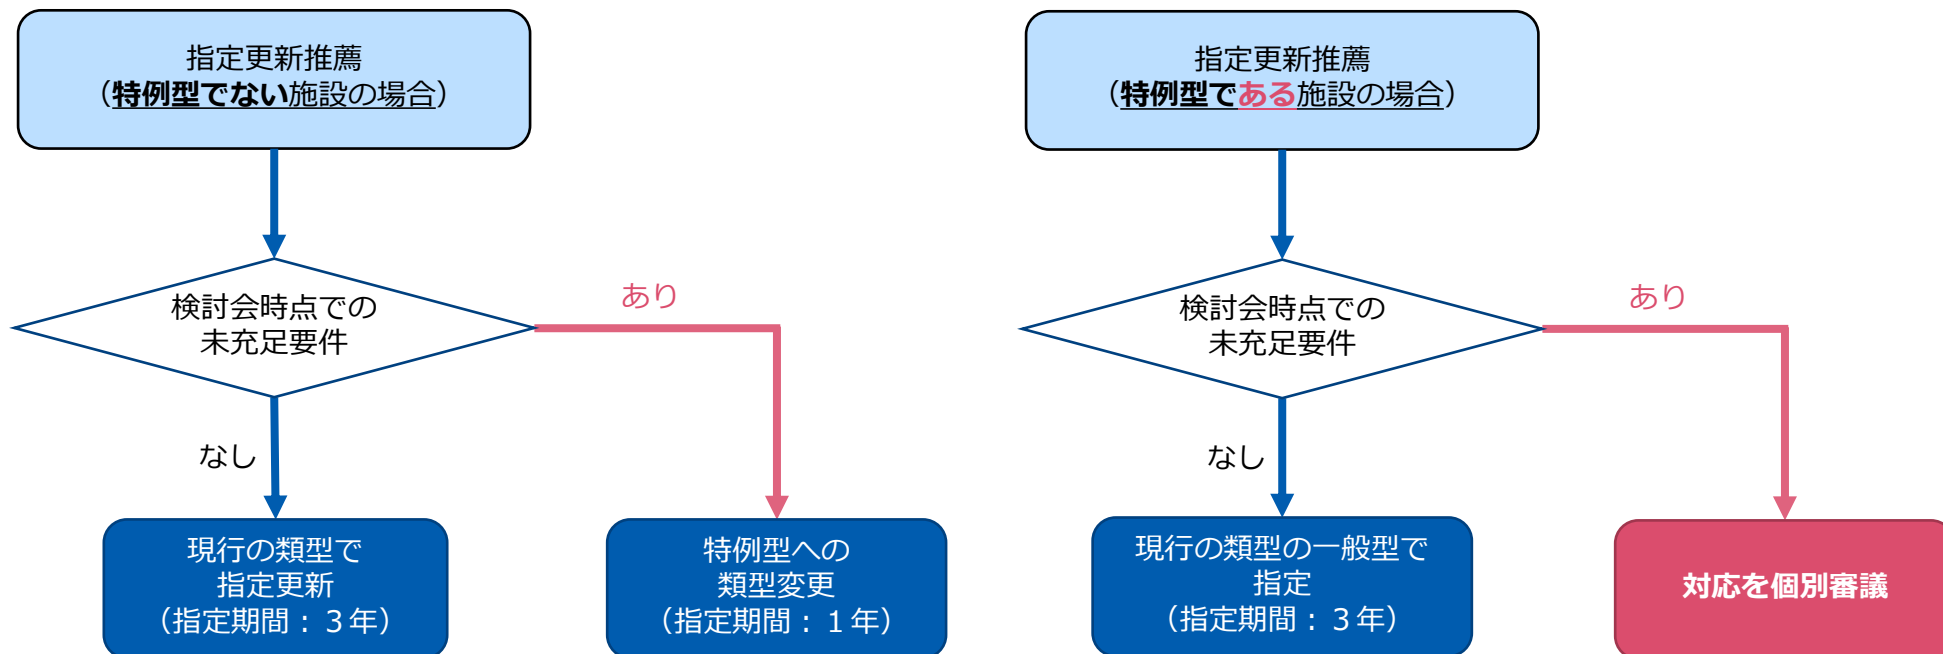 指定更新推薦
（特例型でない施設の場合）
検討会時点での
未充足要件
あり
なし
現行の類型で
指定更新
（指定期間：３年）
特例型への
類型変更
（指定期間：１年）
指定更新推薦
（特例型である施設の場合）
検討会時点での
未充足要件
あり
なし
現行の類型の一般型で
指定
（指定期間：３年）
対応を個別審議